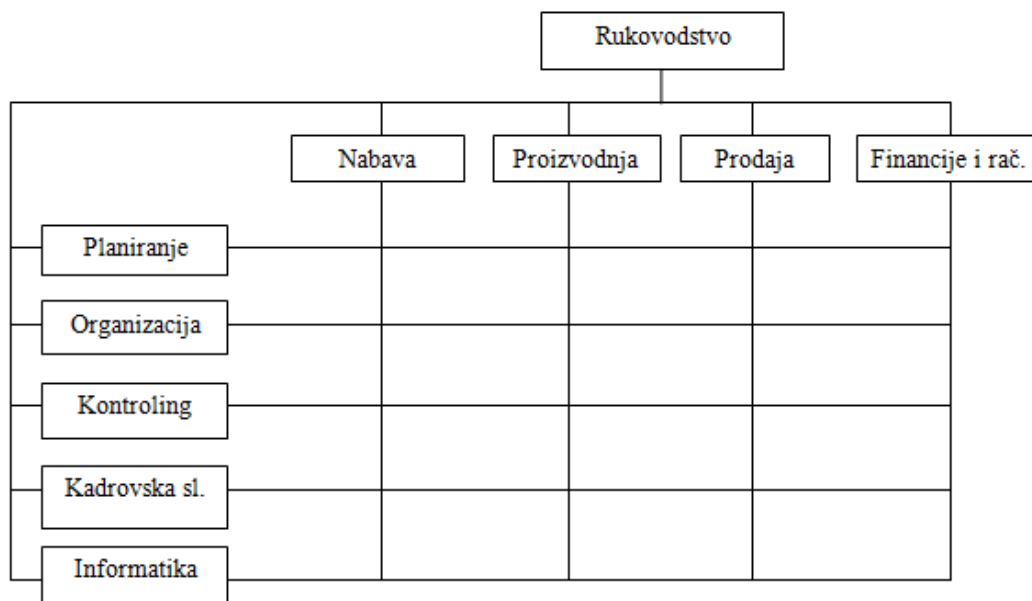 Rukovodstvo
Nabava
Proizvodnja
Prodaja
Financije i rač.
Planiranje
Organizacija
Kontroling
Kadrovska sl.
Informatika